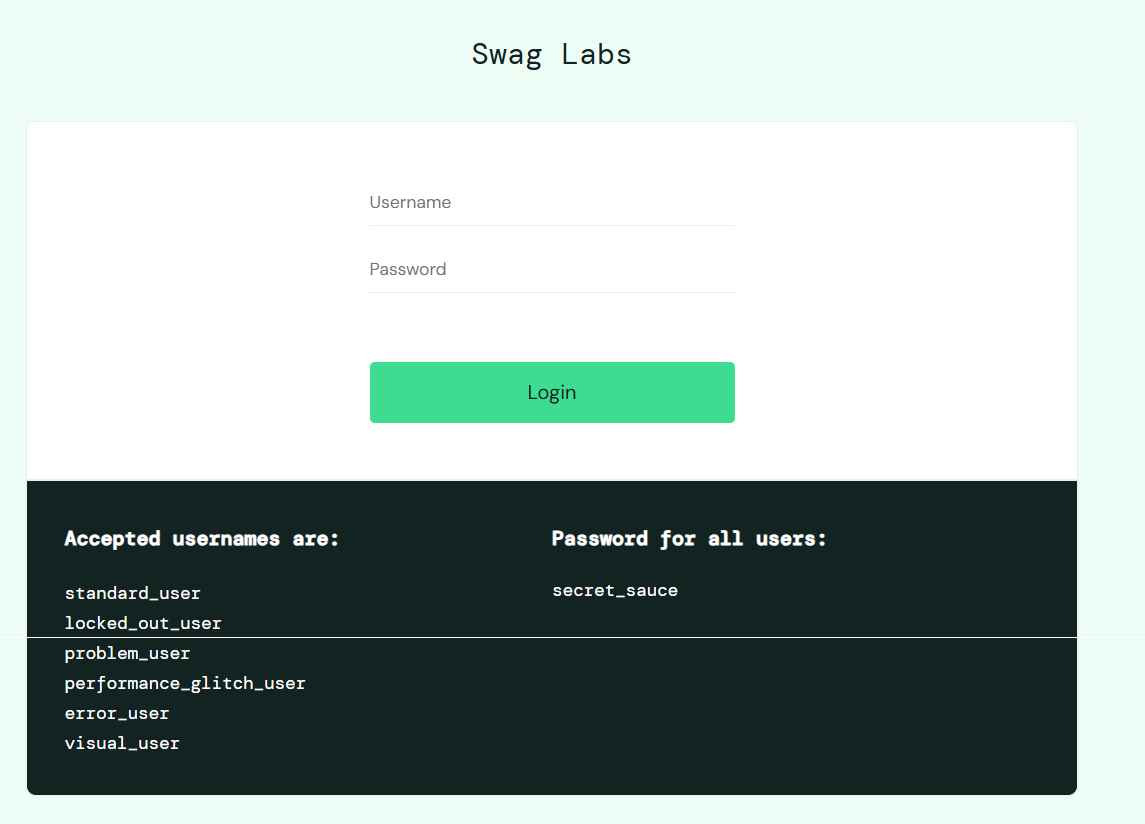 Swag Labs
Username
Password
Login
Accepted usernames are:
standard_user
locked_out_user
problem_user
performance_glitch_user
error_user
visual_user
Password for all users:
secret_sauce